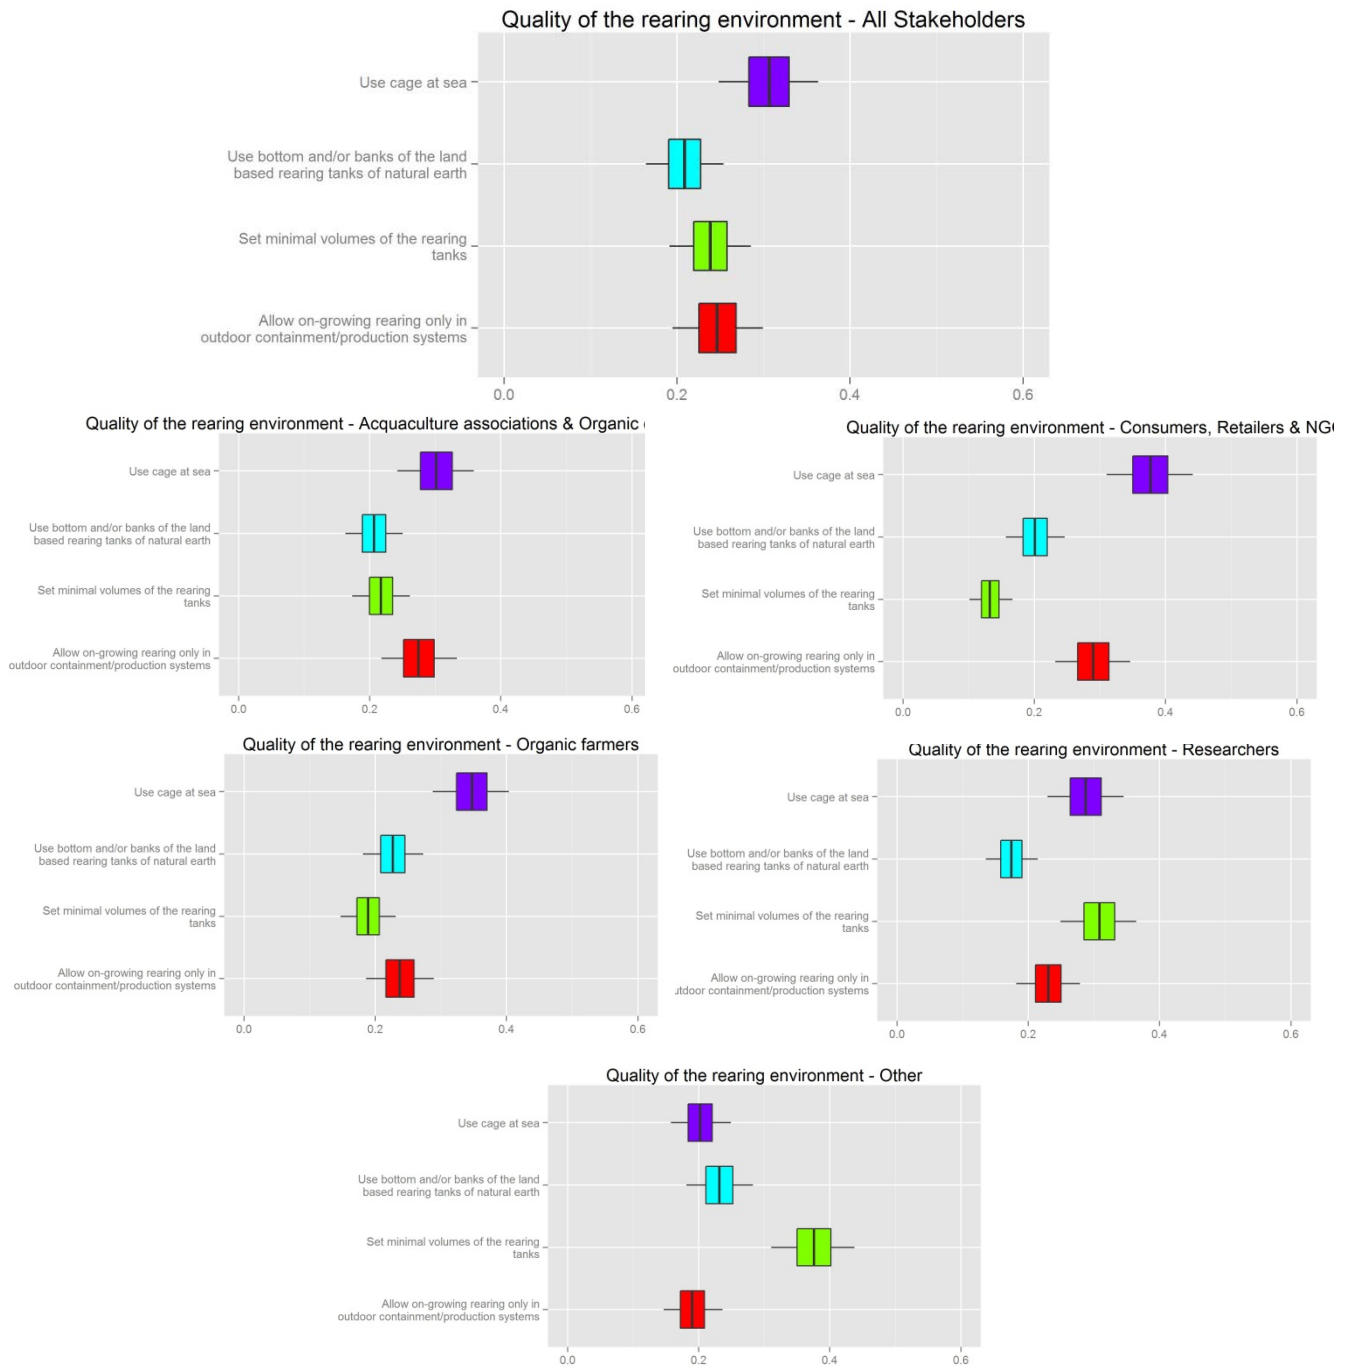 Quality of the rearing environment - All Stakeholders
Use cage at sea
Use bottom and/or banks of the land
based rearing tanks of natural earth
Set minimal volumes of the rearing
tanks
Allow on-growing rearing only in
outdoor containment/production systems
0.0 0.2 0.4 0.6
Quality of the rearing environment - Acquaculture associations & Organic
Use cage at sea
Use bottom and/or banks of the land
based rearing tanks of natural earth
Set minimal volumes of the rearing
tanks
Allow on-growing rearing only in
outdoor containment/production systems
0.0 0.2 0.4 0.6
Quality of the rearing environment - Consumers, Retailers & NG
Use cage at sea
Use bottom and/or banks of the land
based rearing tanks of natural earth
Set minimal volumes of the rearing
tanks
Allow on-growing rearing only in
outdoor containment/production systems
0.0 0.2 0.4 0.6
Quality of the rearing environment - Organic farmers
Use cage at sea
Use bottom and/or banks of the land
based rearing tanks of natural earth
Set minimal volumes of the rearing
tanks
Allow on-growing rearing only in
outdoor containment/production systems
0.0 0.2 0.4 0.6
Quality of the rearing environment - Researchers
Use cage at sea
Use bottom and/or banks of the land
based rearing tanks of natural earth
Set minimal volumes of the rearing
tanks
Allow on-growing rearing only in
utdoor containment/production systems
0.0 0.2 0.4 0.6
Quality of the rearing environment - Other
Use cage at sea
Use bottom and/or banks of the land
based rearing tanks of natural earth
Set minimal volumes of the rearing
tanks
Allow on-growing rearing only in
outdoor containment/production systems
0.0 0.2 0.4 0.6